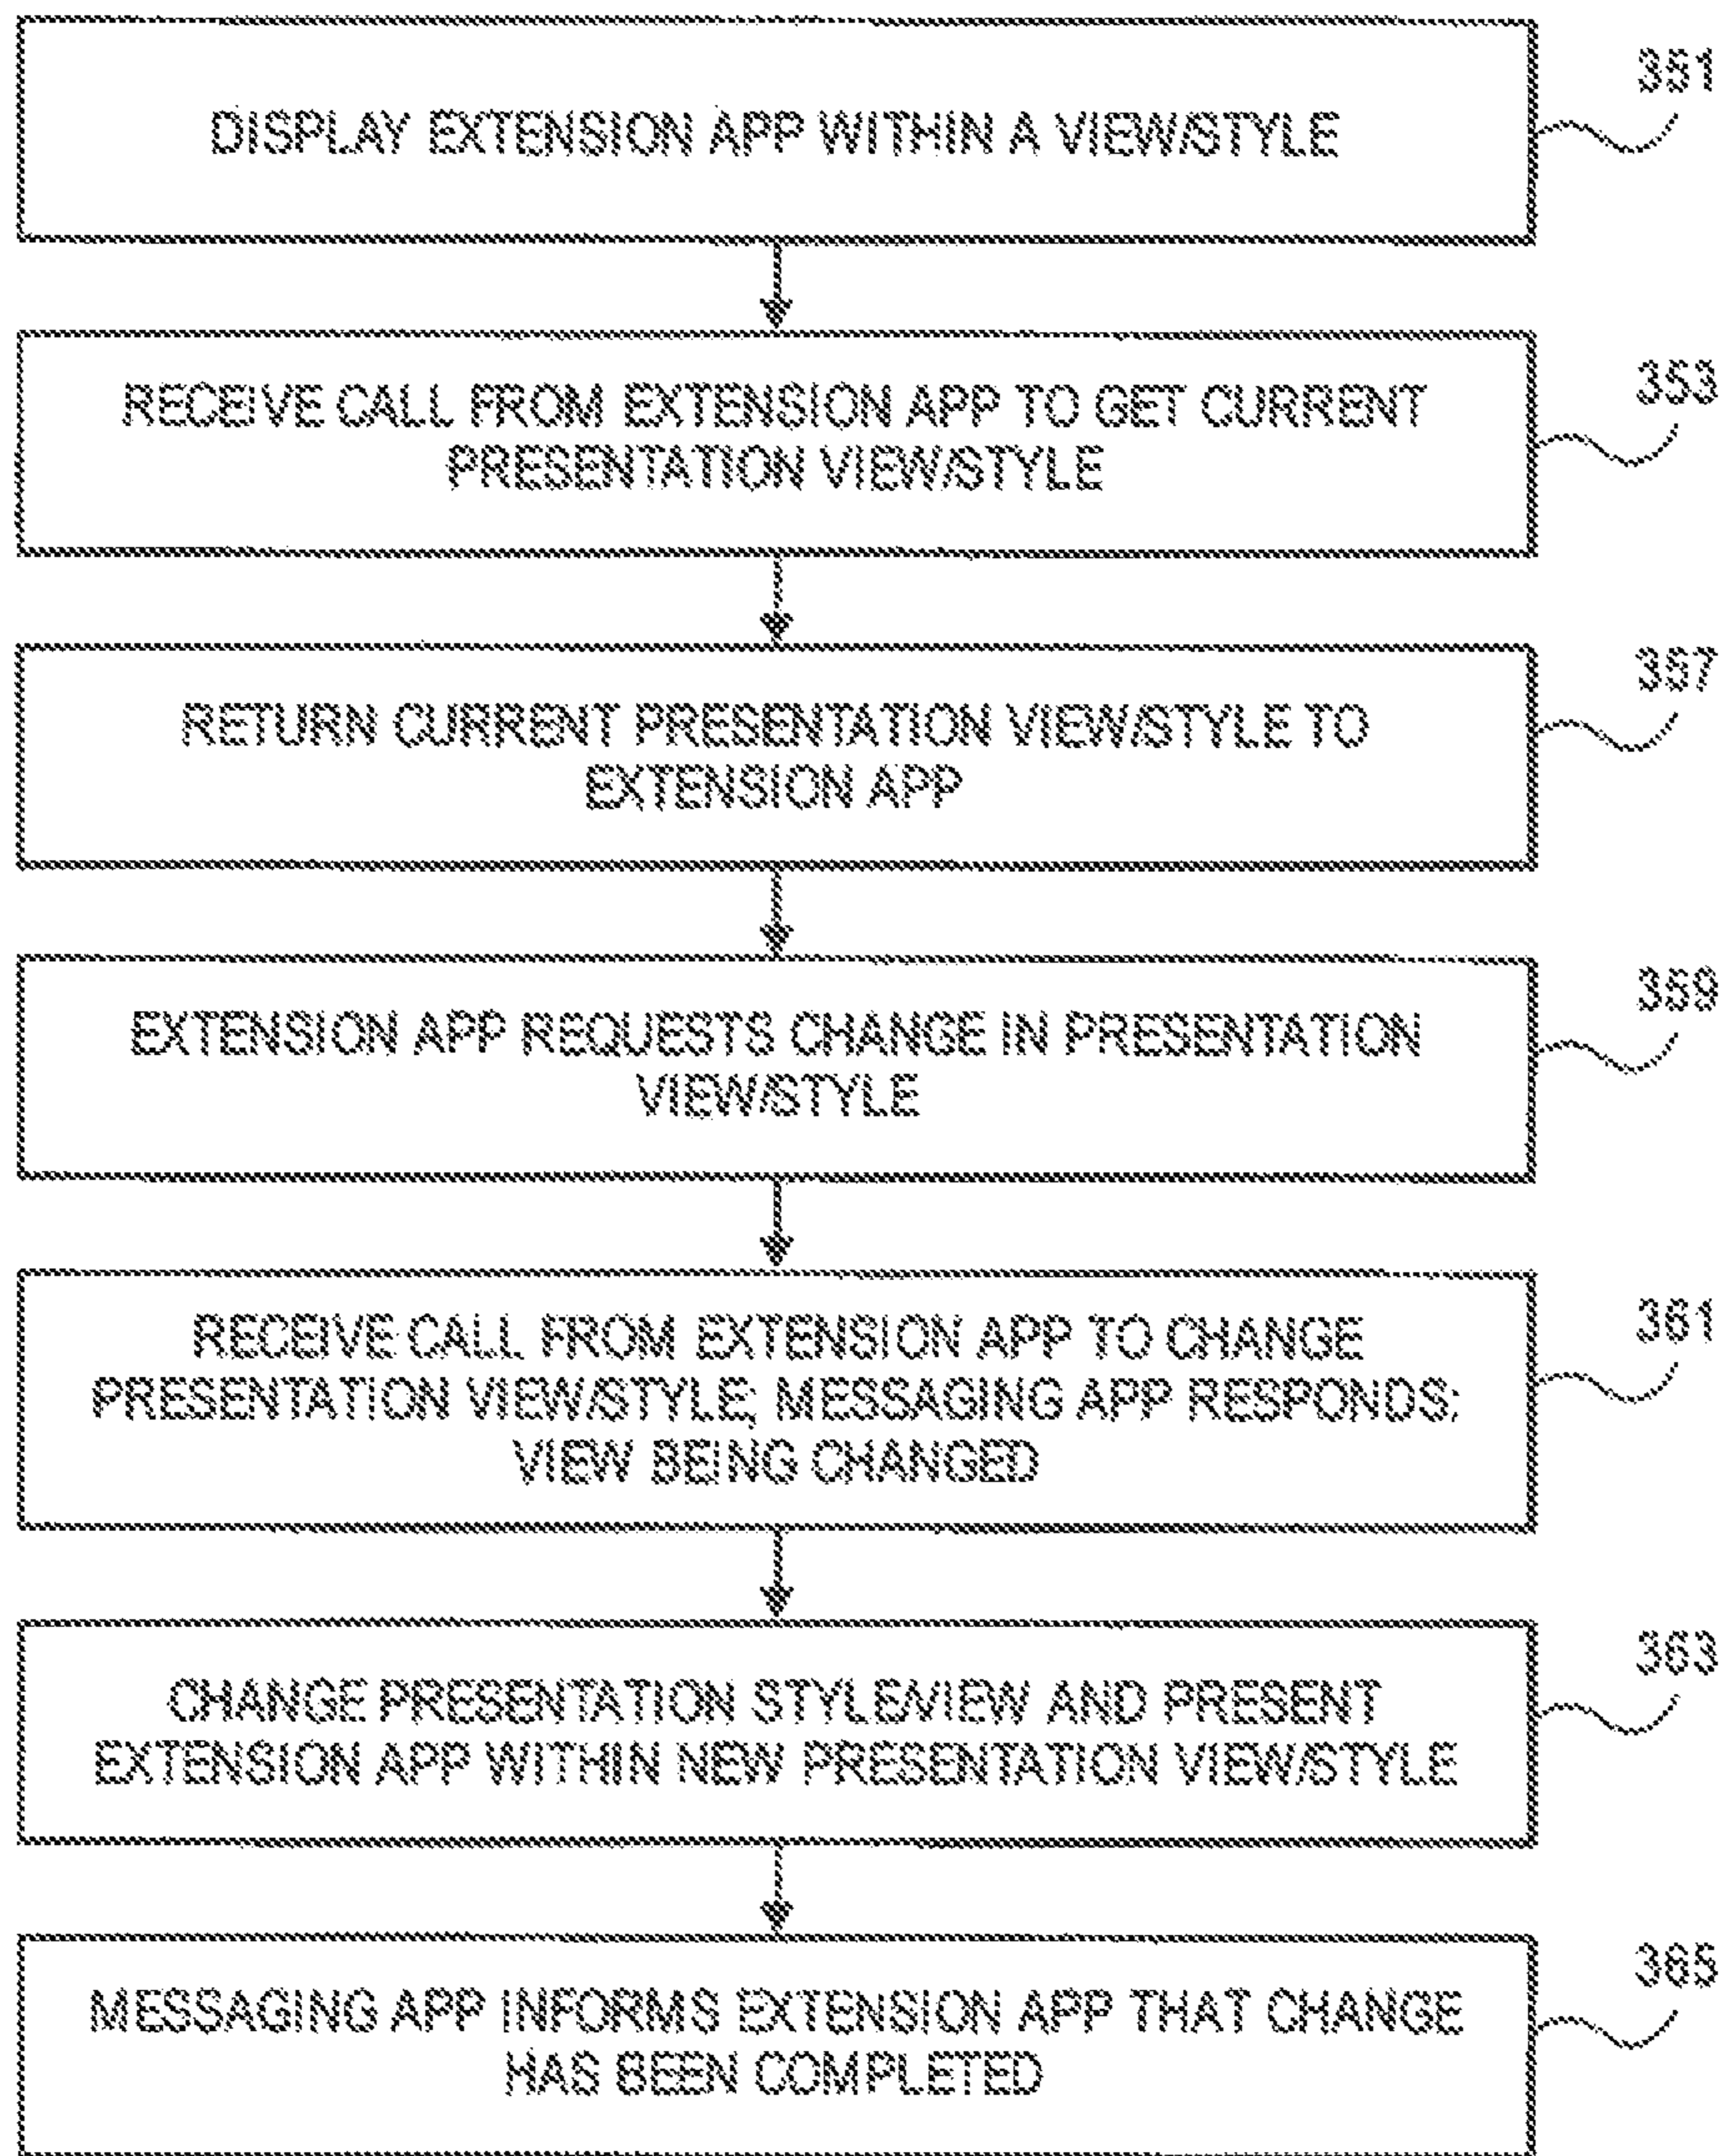 351
DISPLAY EXTENSION APP WITHIN A VIEW/STYLE
353
RECEIVE CALL FROM EXTENSION APP TO GET CURRENT
PRESENTATION VIEW/STYLE
357
RETURN CURRENT PRESENTATION VIEW/STYLE TO
EXTENSION APP
359
EXTENSION APP REQUESTS CHANGE IN PRESENTATION
VIEW/STYLE
361
RECEIVE CALL FROM EXTENSION APP TO CHANGE
PRESENTATION VIEW/STYLE; MESSAGING APP RESPONDS:
VIEW BEING CHANGED
363
CHANGE PRESENTATION STYLE/VIEW AND PRESENT
EXTENSION APP WITHIN NEW PRESENTATION VIEW/STYLE
365
MESSAGING APP INFORMS EXTENSION APP THAT CHANGE
HAS BEEN COMPLETED